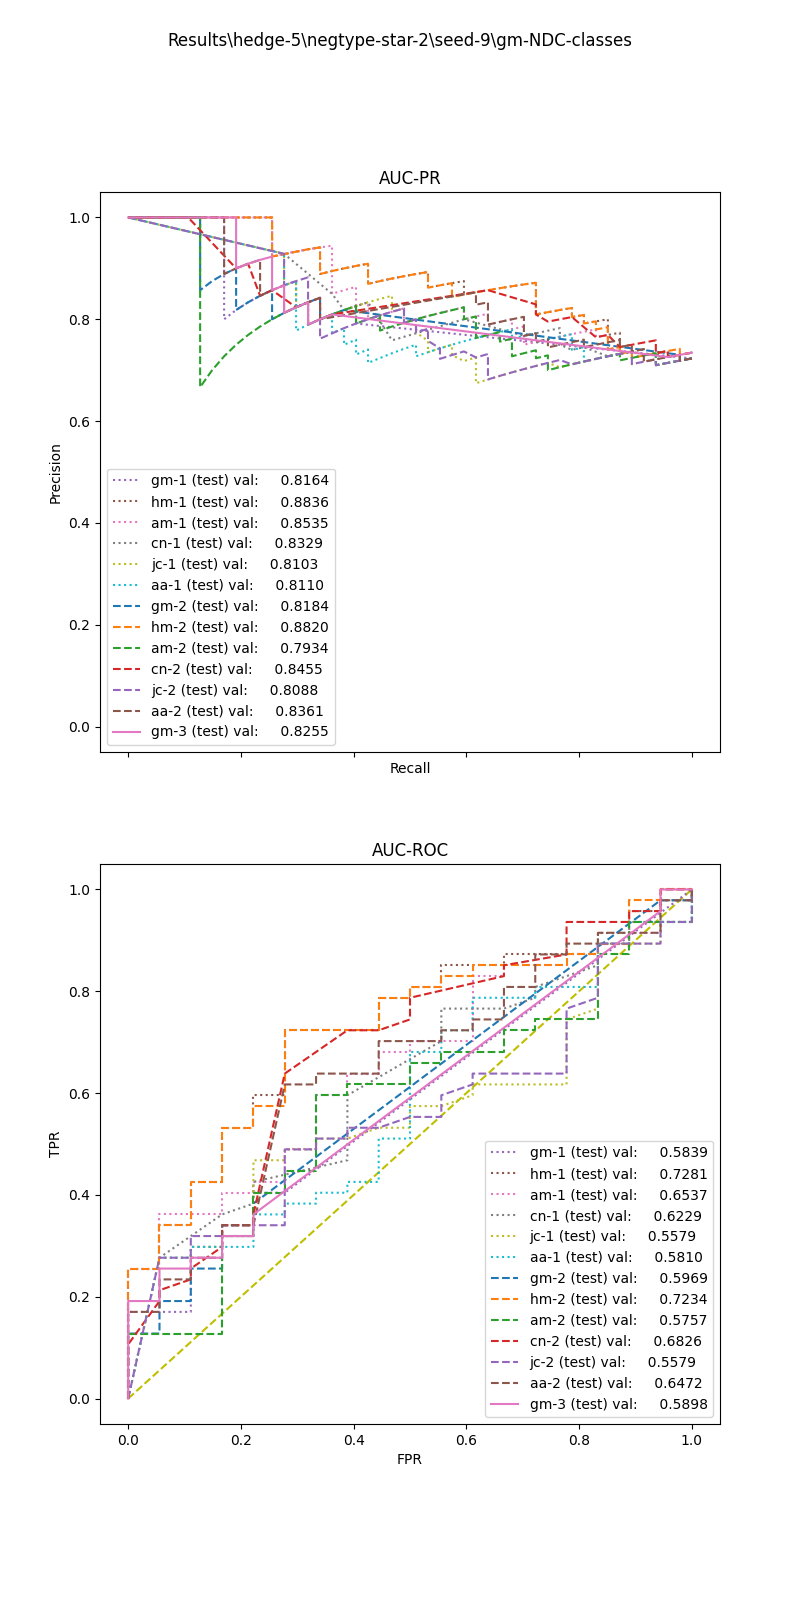 Results\hedge-5\negtype-star-2\seed-9\gm-NDC-classes
AUC-PR
1.0
0.8
0.6
0.4
0.2
0.0
Precision
gm-1 (test) val: 0.8164
hm-1 (test) val: 0.8836
am-1 (test) val: 0.8535
cn-1 (test) val: 0.8329
jc-1 (test) val: 0.8103
aa-1 (test) val: 0.8110
gm-2 (test) val: 0.8184
hm-2 (test) val: 0.8820
am-2 (test) val: 0.7934
cn-2 (test) val: 0.8455
jc-2 (test) val: 0.8088
aa-2 (test) val: 0.8361
gm-3 (test) val: 0.8255
Recall
AUC-ROC
1.0
0.8
0.6
0.4
0.2
0.0
TPR
gm-1 (test) val: 0.5839
hm-1 (test) val: 0.7281
am-1 (test) val: 0.6537
cn-1 (test) val: 0.6229
jc-1 (test) val: 0.5579
aa-1 (test) val: 0.5810
gm-2 (test) val: 0.5969
hm-2 (test) val: 0.7234
am-2 (test) val: 0.5757
cn-2 (test) val: 0.6826
jc-2 (test) val: 0.5579
aa-2 (test) val: 0.6472
gm-3 (test) val: 0.5898
0.0 0.2 0.4 0.6 0.8 1.0
FPR